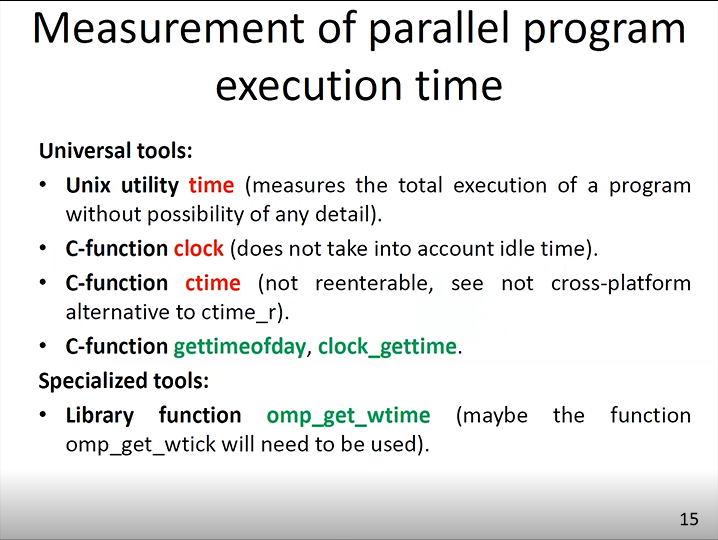 Measurement of parallel program
execution time
Universal tools:
• Unix utility time (measures the total execution of a program
without possibility of any detail).
• C-function clock (does not take into account idle time).
• C-function ctime (not reenterable, see not cross-platform
alternative to ctime_r).
• C-function gettimeofday, clock_gettime.
Specialized tools:
• Library function omp_get_wtime (maybe the function
omp_get_wtick will need to be used).
15